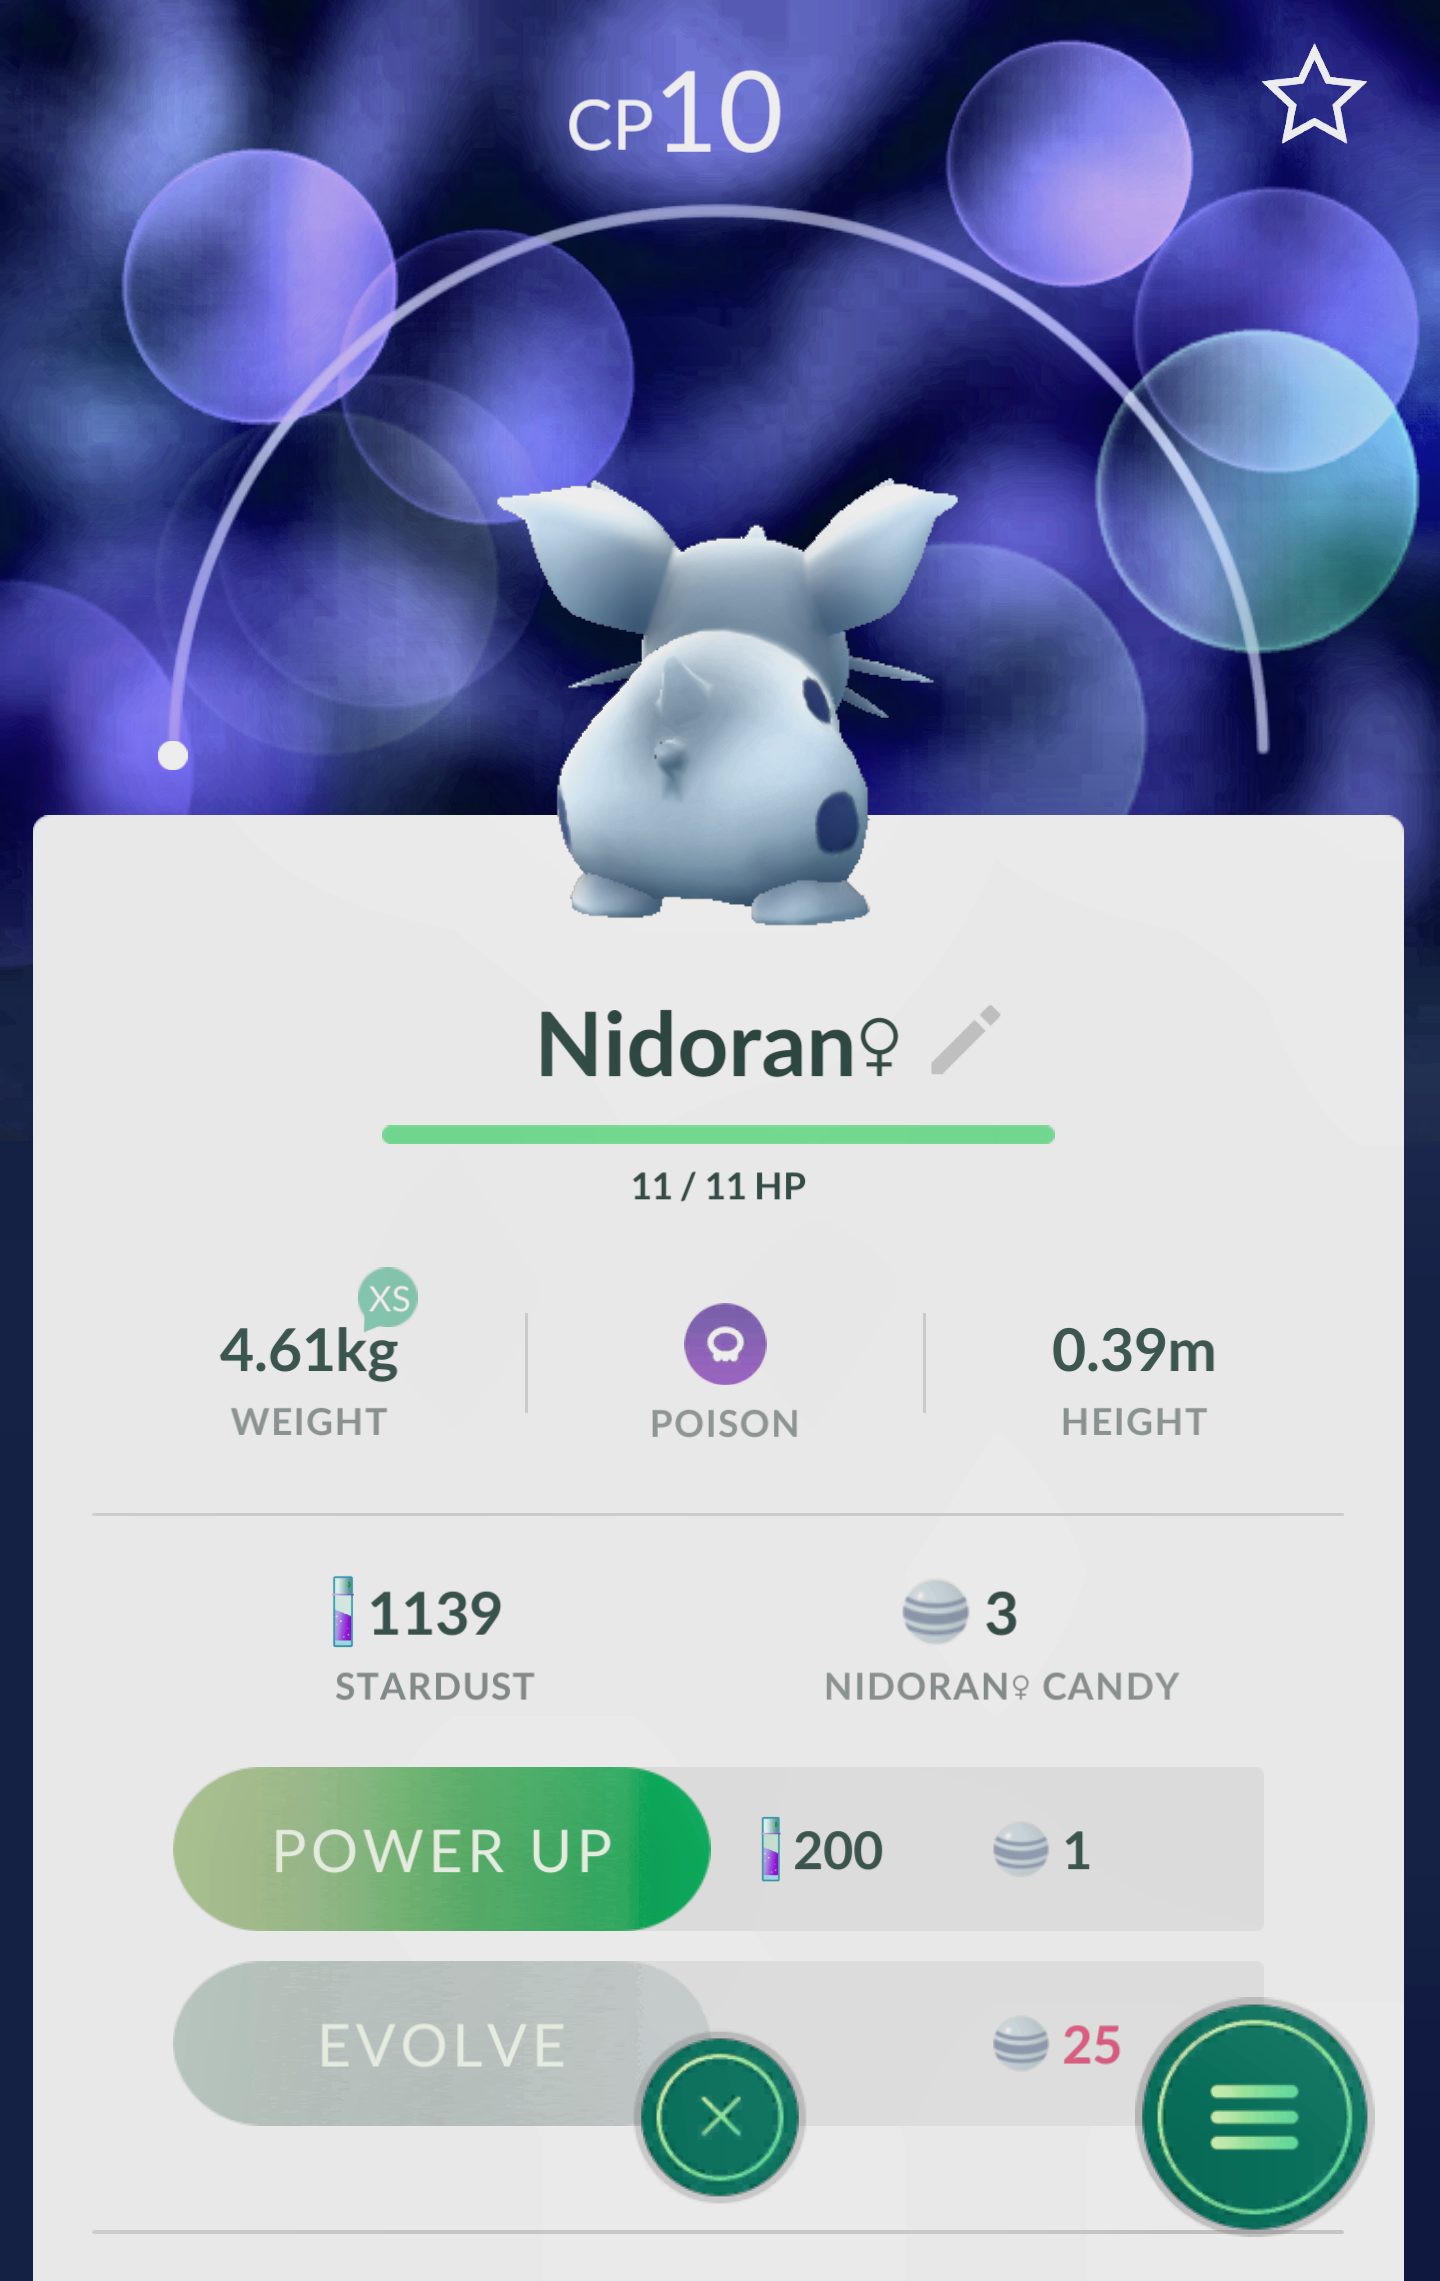 CP10
Nidoran♀
11 / 11 HP
XS
4.61kg
WEIGHT
POISON
0.39m
HEIGHT
1139
STARDUST
3
NIDORAN♀ CANDY
POWER UP 200 1
EVOLVE 25